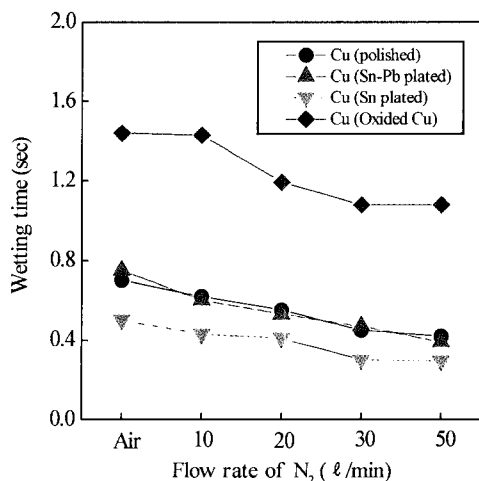 2.0
1.6
1.2
0.8
0.4
0.0
Wetting time (sec)
Cu (polished)
Cu (Sn-Pb plated)
Cu (Sn plated)
Cu (Oxided Cu)
Air 10 20 30 50
Flow rate of N₂ ( ℓ /min)